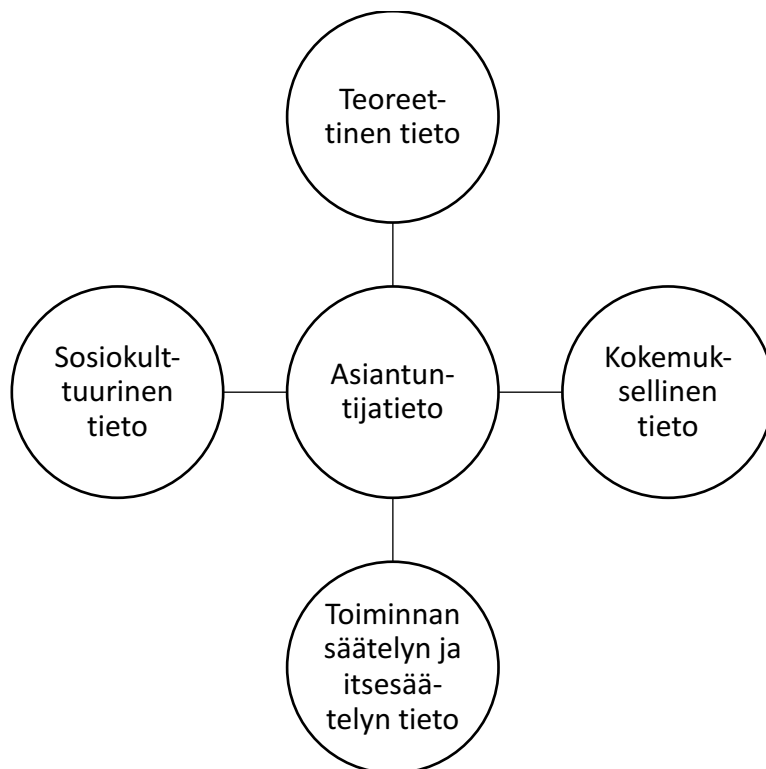 Teoreet-
tinen tieto
Sosiokult-
tuurinen
tieto
Asiantun-
tijatieto
Kokemuk-
sellinen
tieto
Toiminnan
säätelyn ja
itsesää-
telyn tieto